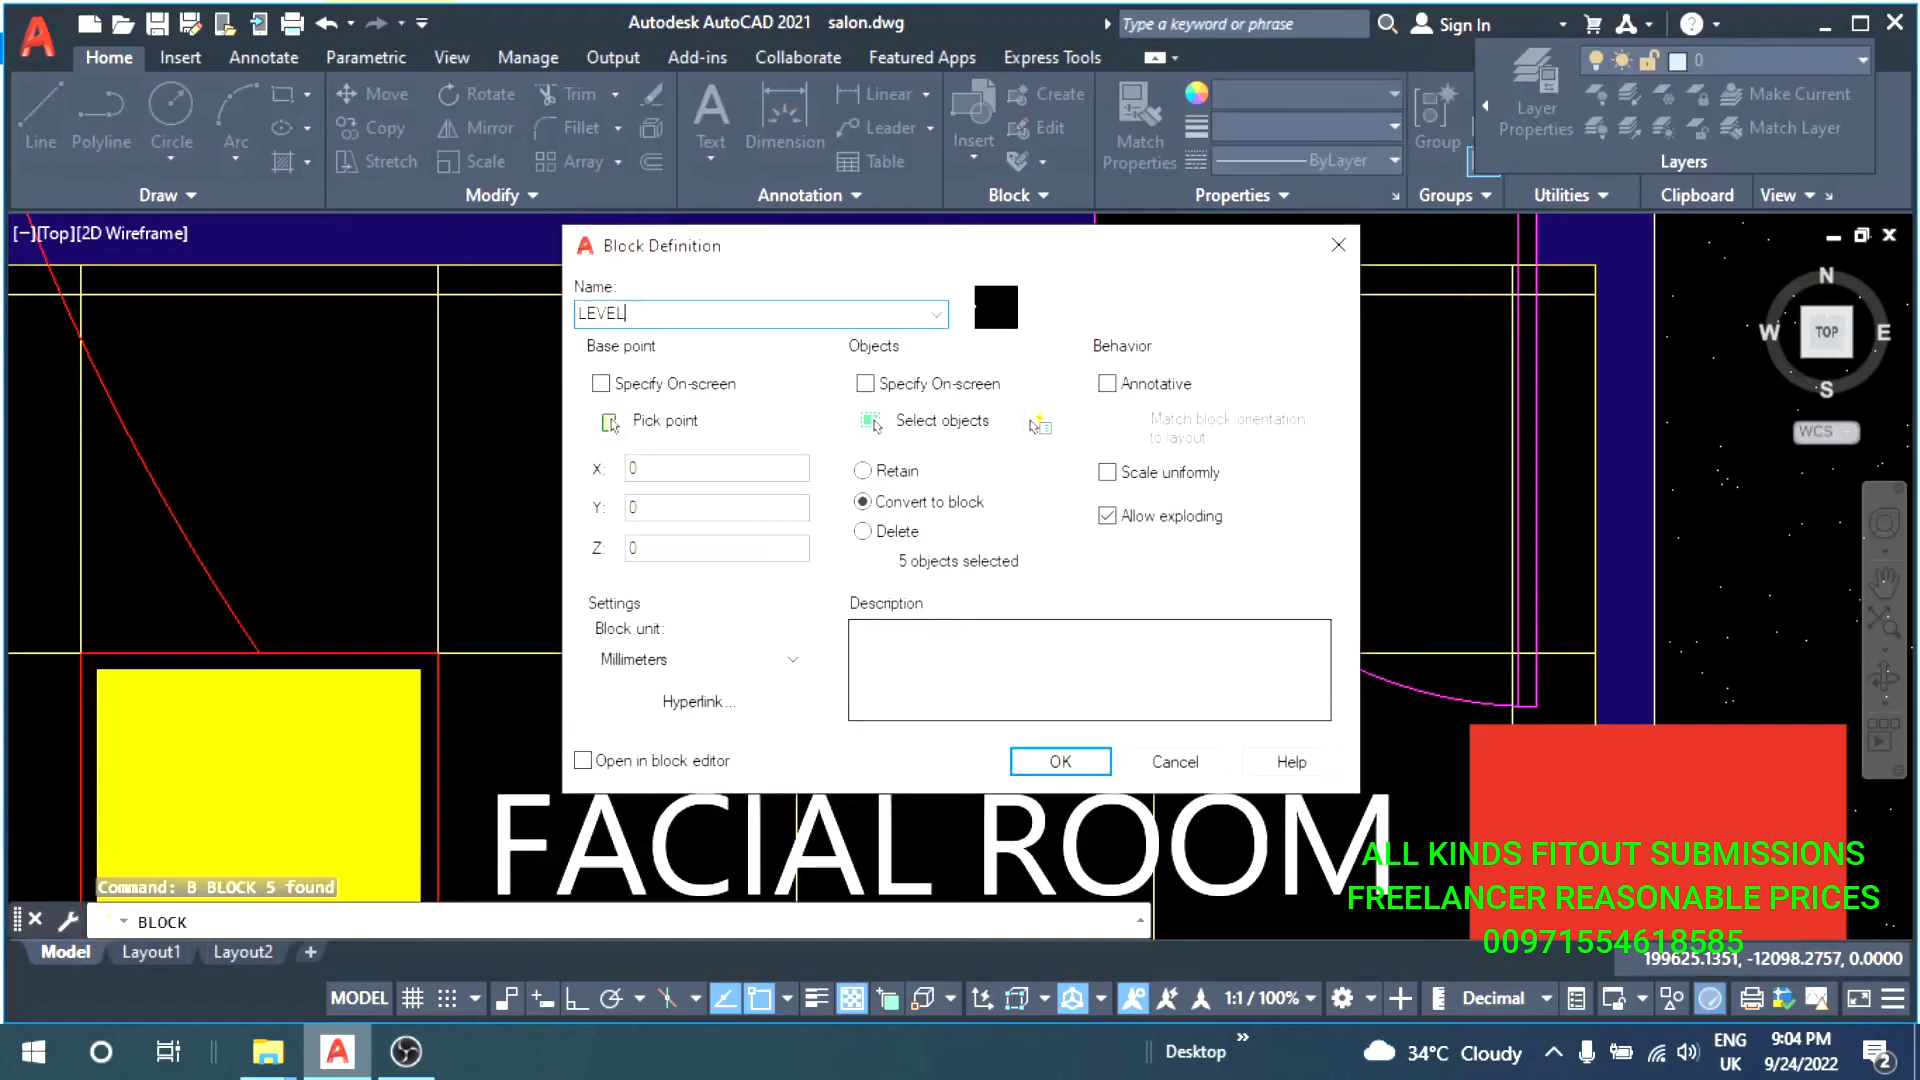 Autodesk AutoCAD 2021 salon.dwg
Type a keyword or phrase
Sign In
Home Insert Annotate Parametric View Manage Output Add-ins Collaborate Featured Apps Express Tools
Line Polyline Circle Arc
Move Rotate Trim
Copy Mirror Fillet
Stretch Scale Array
Text Dimension
Linear
Leader
Table
Insert
Create
Edit
Match Properties
ByLayer
Group
Layer Properties
0
Make Current
Match Layer
Layers
Draw Modify Annotation Block Properties Groups Utilities Clipboard View
[−][Top][2D Wireframe]
N
W TOP E
S
WCS
Block Definition
Name:
LEVEL
Base point
Specify On-screen
Pick point
X: 0
Y: 0
Z: 0
Objects
Specify On-screen
Select objects
Retain
Convert to block
Delete
5 objects selected
Behavior
Annotative
Match block orientation
to layout
Scale uniformly
Allow exploding
Settings
Block unit:
Millimeters
Hyperlink...
Description
Open in block editor
OK Cancel Help
FACIAL ROOM
ALL KINDS FITOUT SUBMISSIONS
FREELANCER REASONABLE PRICES
00971554618585
Command: B BLOCK 5 found
BLOCK
Model Layout1 Layout2 +
199625.1351, -12098.2757, 0.0000
MODEL
1:1 / 100%
Decimal
Desktop
34°C Cloudy
ENG
UK
9:04 PM
9/24/2022
2